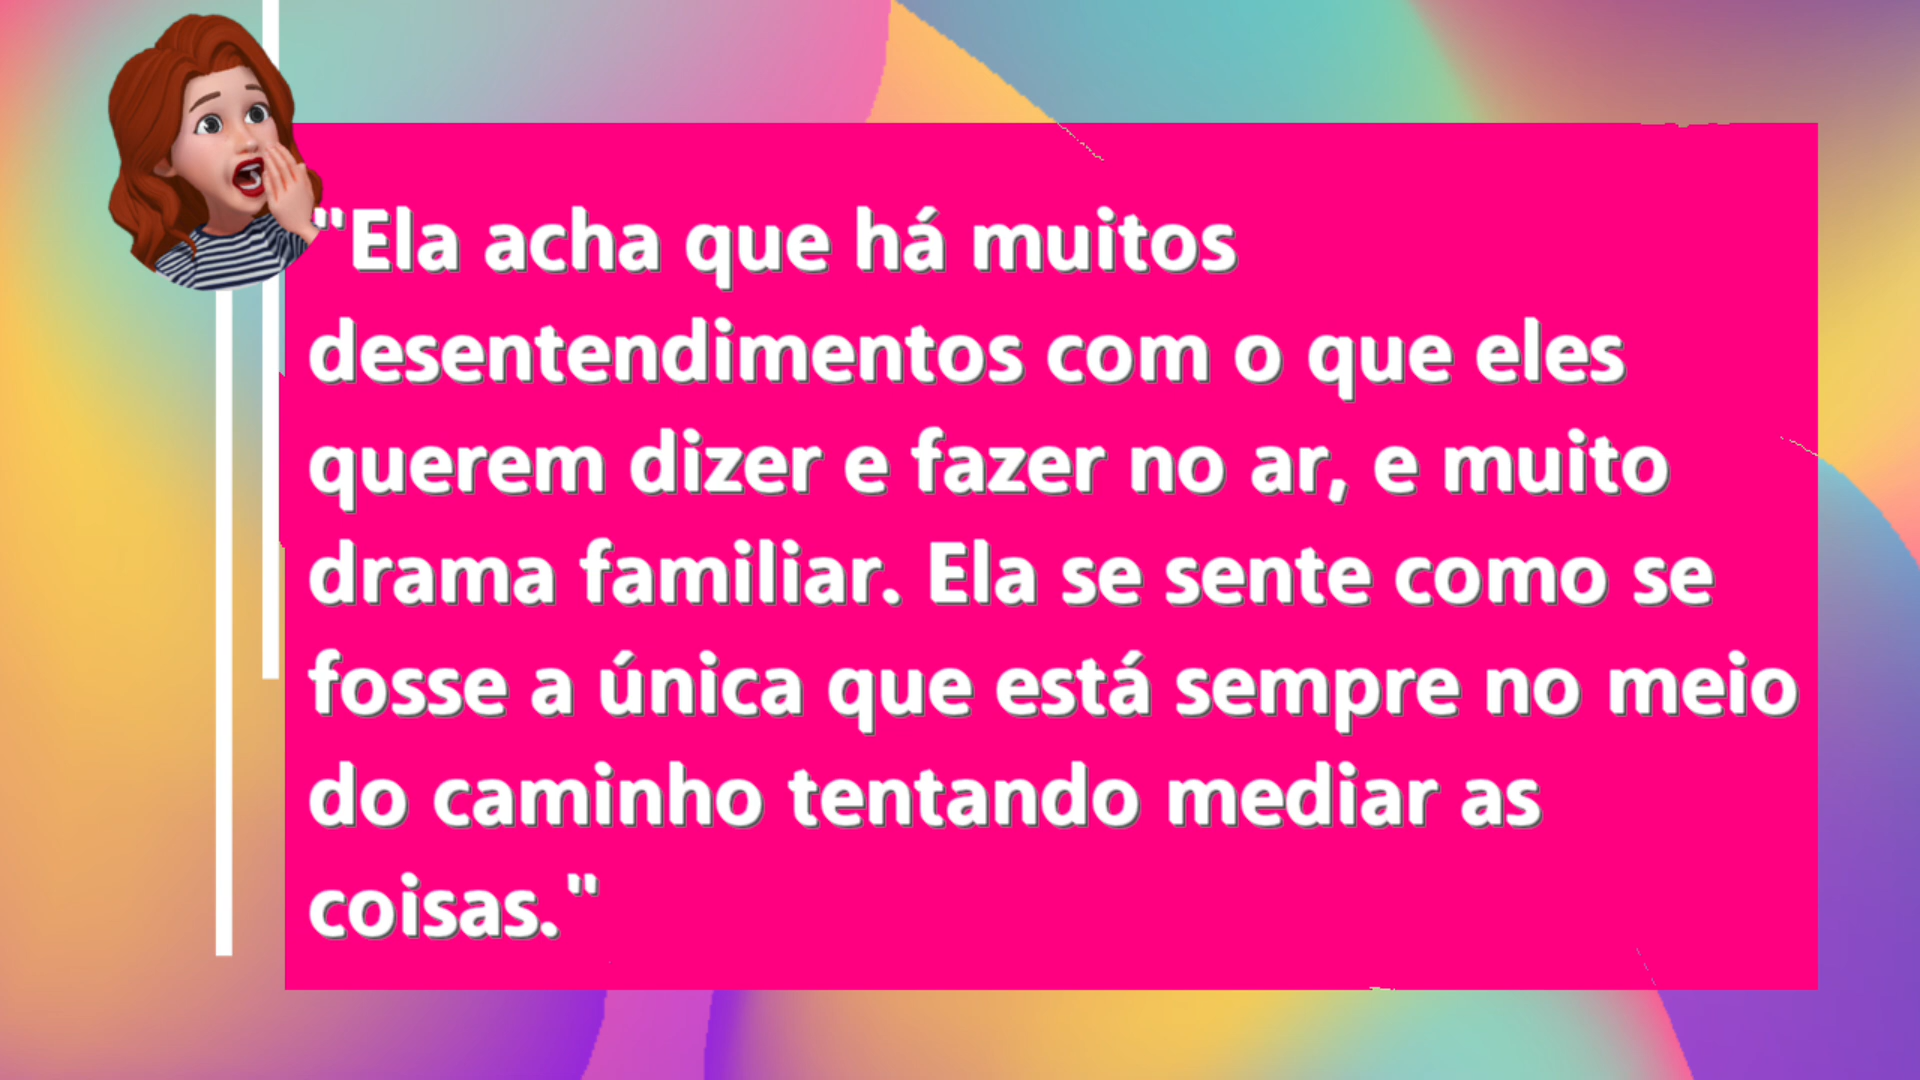 "Ela acha que há muitos
desentendimentos com o que eles
querem dizer e fazer no ar, e muito
drama familiar. Ela se sente como se
fosse a única que está sempre no meio
do caminho tentando mediar as
coisas."